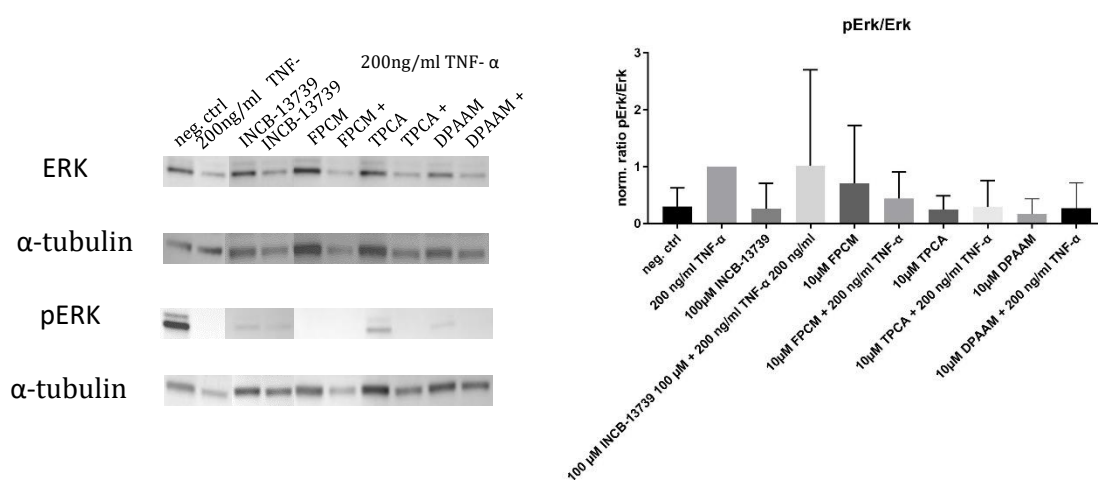 200ng/ml TNF- α
neg. ctrl
200ng/ml TNF-
INCB-13739
INCB-13739
FPCM
FPCM +
TPCA
TPCA +
DPAAM
DPAAM +
ERK
α-tubulin
pERK
α-tubulin
pErk/Erk
norm. ratio pErk/Erk
3
2
1
0
neg. ctrl
200 ng/ml TNF-α
100µM INCB-13739
100 µM INCB-13739 100 µM + 200 ng/ml TNF-α 200 ng/ml
10µM FPCM
10µM FPCM + 200 ng/ml TNF-α
10µM TPCA
10µM TPCA + 200 ng/ml TNF-α
10µM DPAAM
10µM DPAAM + 200 ng/ml TNF-α